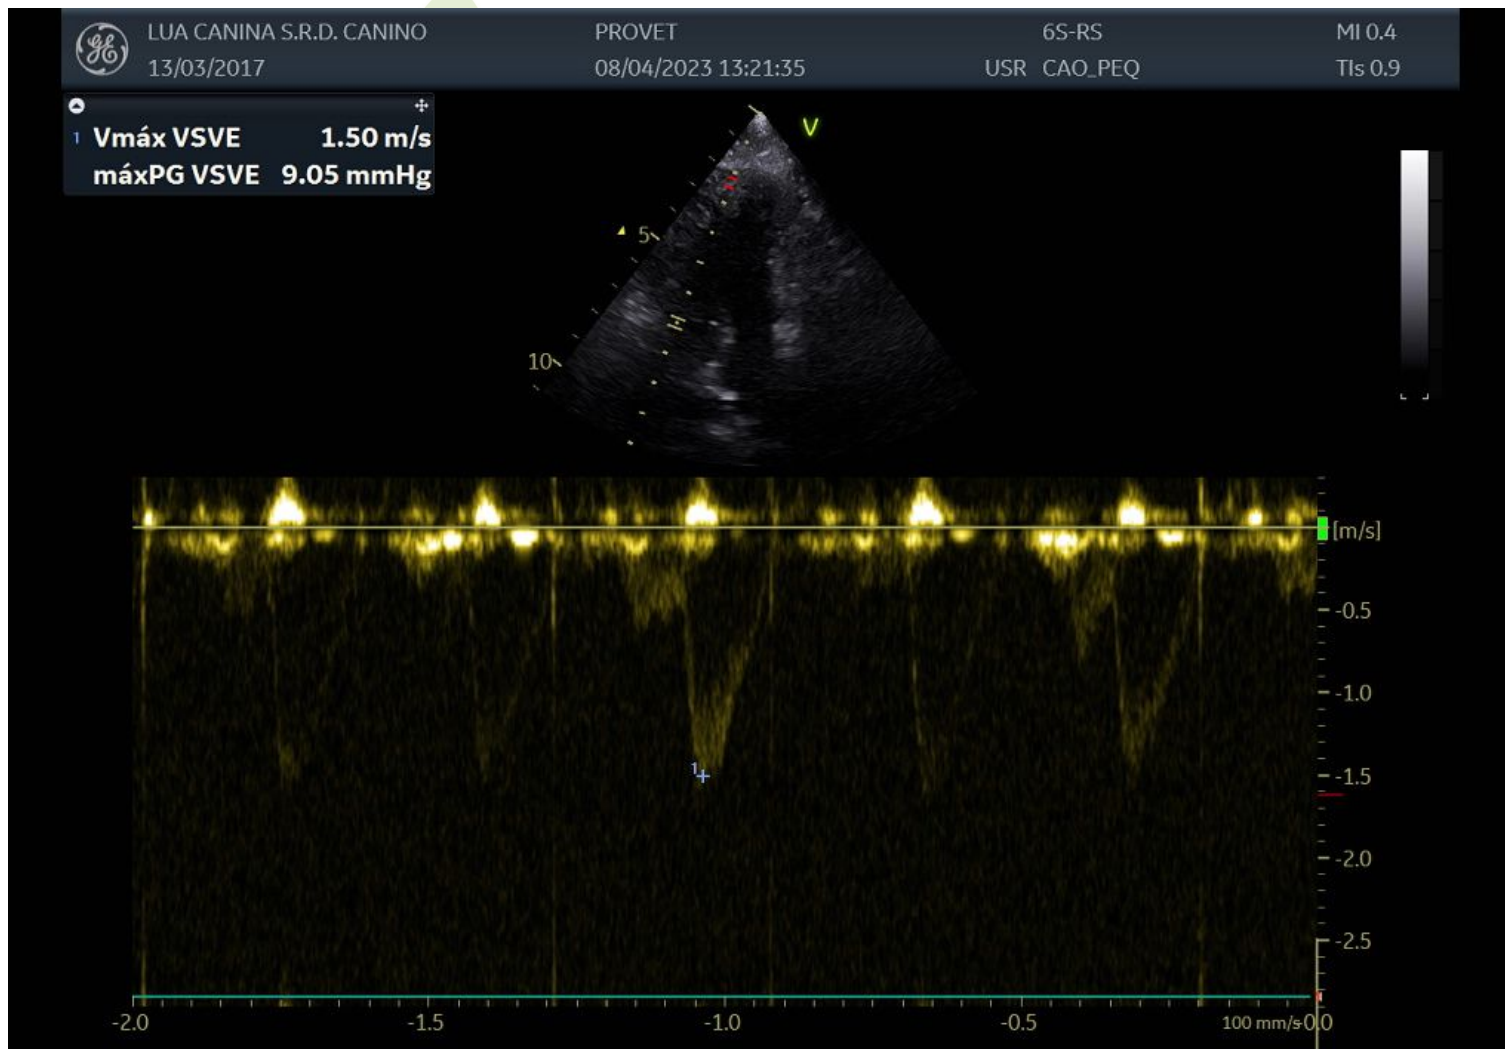 LUA CANINA S.R.D. CANINO PROVET 6S-RS MI 0.4
13/03/2017 08/04/2023 13:21:35 USR CAO_PEQ TIs 0.9
1 Vmáx VSVE 1.50 m/s
máxPG VSVE 9.05 mmHg
V
5
10
[m/s]
-0.5
-1.0
1
-1.5
-2.0
-2.5
-2.0 -1.5 -1.0 -0.5 100 mm/s 0.0